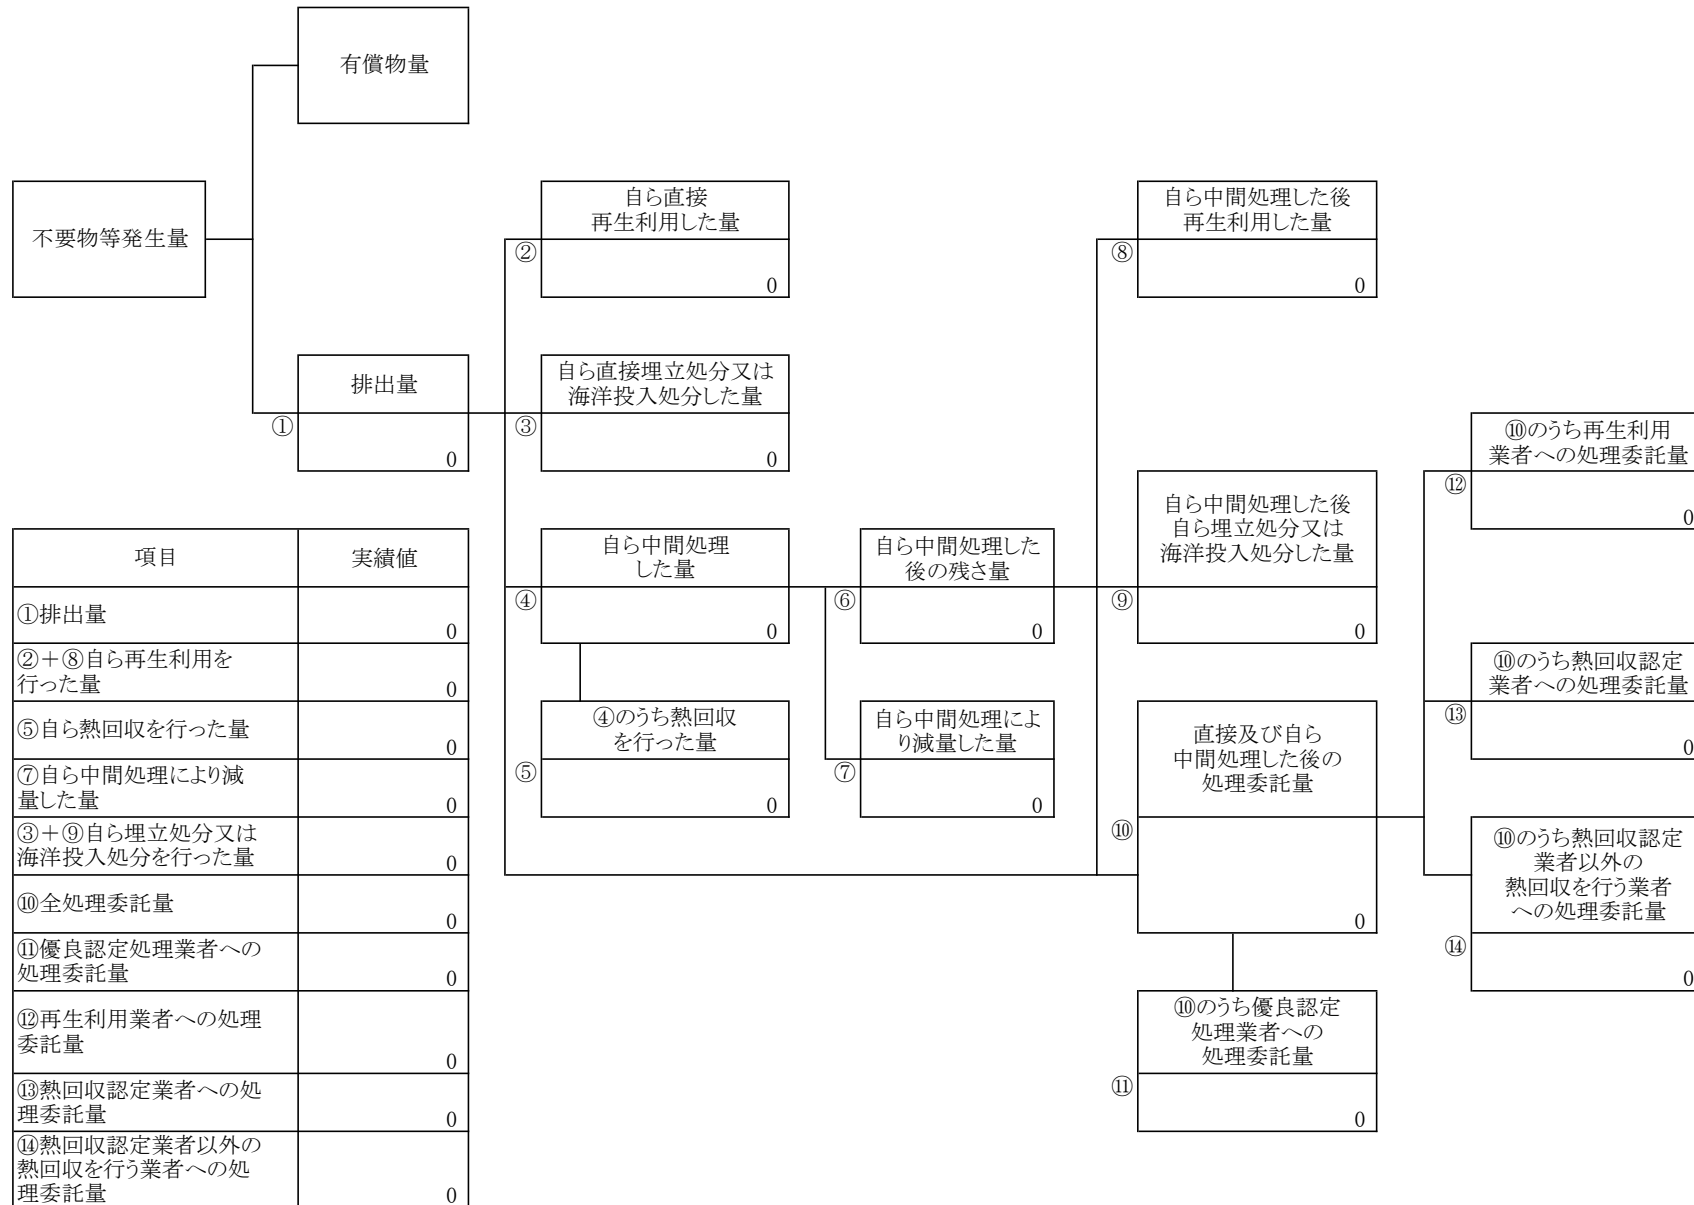 有償物量
不要物等発生量
自ら直接
再生利用した量
②
0
自ら中間処理した後
再生利用した量
⑧
0
排出量
①
0
自ら直接埋立処分又は
海洋投入処分した量
③
0
⑩のうち再生利用
業者への処理委託量
⑫
0
自ら中間処理した後
自ら埋立処分又は
海洋投入処分した量
⑨
0
自ら中間処理
した量
④
0
自ら中間処理した
後の残さ量
⑥
0
⑩のうち熱回収認定
業者への処理委託量
⑬
0
④のうち熱回収
を行った量
⑤
0
自ら中間処理によ
り減量した量
⑦
0
直接及び自ら
中間処理した後の
処理委託量
⑩
0
⑩のうち熱回収認定
業者以外の
熱回収を行う業者
への処理委託量
⑭
0
⑩のうち優良認定
処理業者への
処理委託量
⑪
0
項目 実績値
①排出量
0
②＋⑧自ら再生利用を
行った量 0
⑤自ら熱回収を行った量
0
⑦自ら中間処理により減
量した量 0
③＋⑨自ら埋立処分又は
海洋投入処分を行った量 0
⑩全処理委託量
0
⑪優良認定処理業者への
処理委託量 0
⑫再生利用業者への処理
委託量
0
⑬熱回収認定業者への処
理委託量 0
⑭熱回収認定業者以外の
熱回収を行う業者への処
理委託量 0